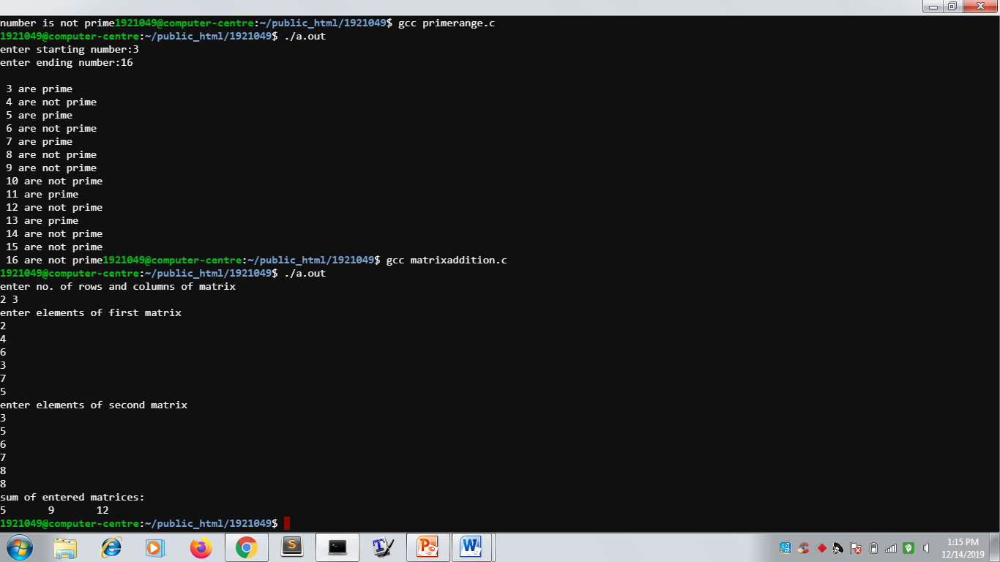 number is not prime1921049@computer-centre:~/public_html/1921049$ gcc primerange.c
1921049@computer-centre:~/public_html/1921049$ ./a.out
enter starting number:3
enter ending number:16
3 are prime
4 are not prime
5 are prime
6 are not prime
7 are prime
8 are not prime
9 are not prime
10 are not prime
11 are prime
12 are not prime
13 are prime
14 are not prime
15 are not prime
16 are not prime1921049@computer-centre:~/public_html/1921049$ gcc matrixaddition.c
1921049@computer-centre:~/public_html/1921049$ ./a.out
enter no. of rows and columns of matrix
2 3
enter elements of first matrix
2
4
6
3
7
5
enter elements of second matrix
3
5
6
7
8
8
sum of entered matrices:
5 9 12
1921049@computer-centre:~/public_html/1921049$
1:15 PM
12/14/2019